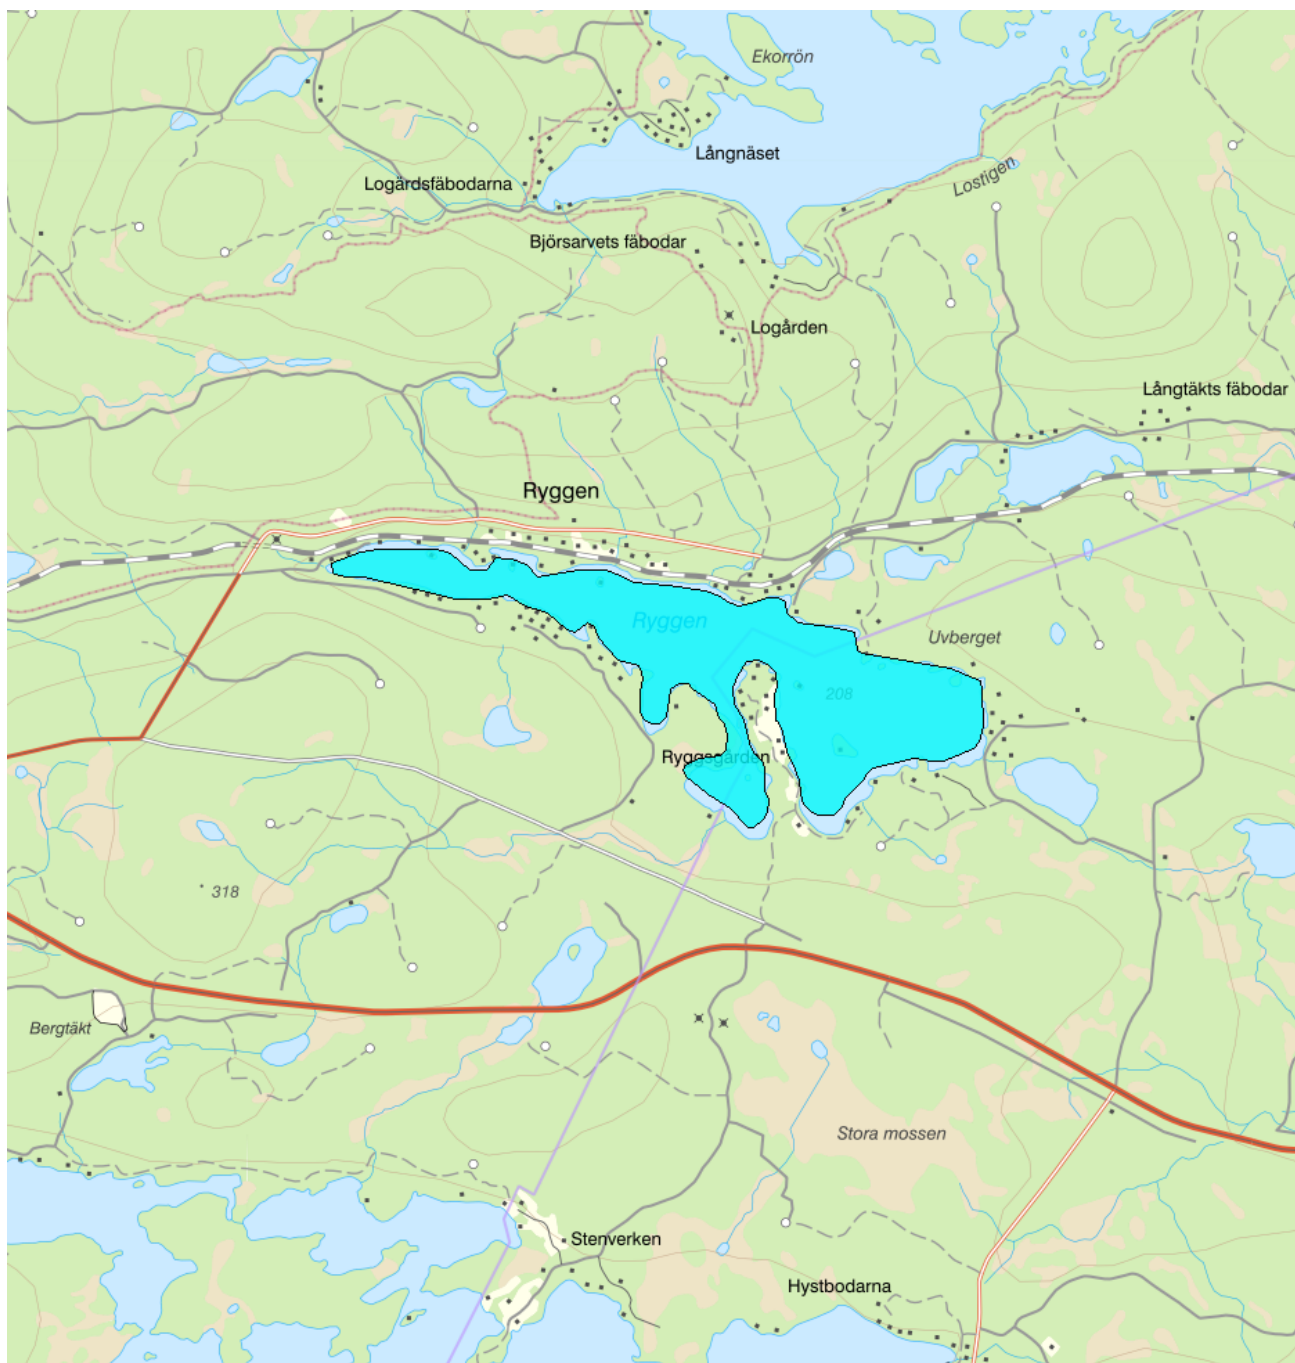 Ekorrön
Långnäset
Logärdsfäbodarna
Lostigen
Björsarvets fäbodar
Logården
Långtäkts fäbodar
Ryggen
Ryggen
Uvberget
208
Ryggsgården
318
Bergtäkt
Stora mossen
Stenverken
Hystbodarna